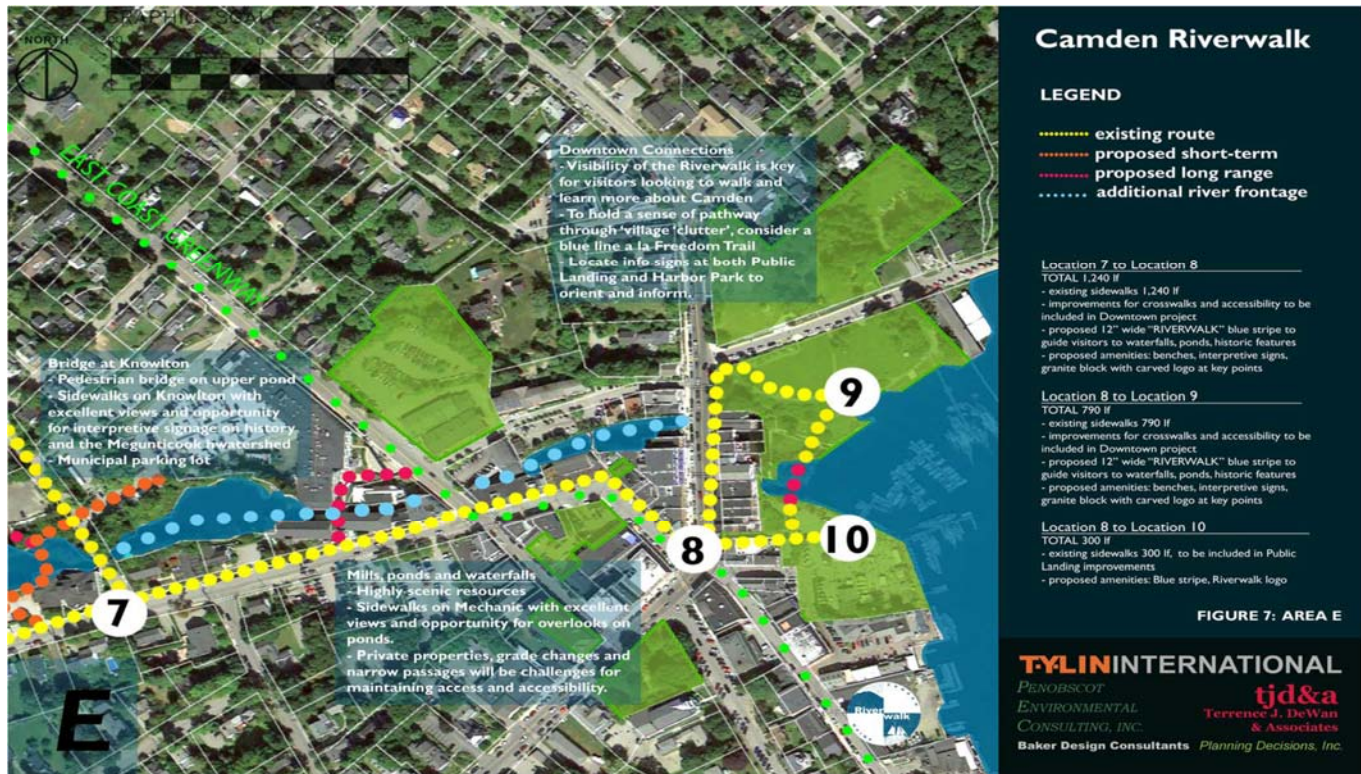 GRAPHIC SCALE
NORTH
0
EAST COAST GREENWAY
Downtown Connections
- Visibility of the Riverwalk is key
for visitors looking to walk and
learn more about Camden
- To hold a sense of pathway
through 'village 'clutter', consider a
blue line a la Freedom Trail
- Locate info signs at both Public
Landing and Harbor Park to
orient and inform.
Bridge at Knowlton
- Pedestrian bridge on upper pond
- Sidewalks on Knowlton with
excellent views and opportunity
for interpretive signage on history
and the Megunticook hwatershed
- Municipal parking lot
Mills, ponds and waterfalls
- Highly scenic resources
- Sidewalks on Mechanic with excellent
views and opportunity for overlooks on
ponds.
- Private properties, grade changes and
narrow passages will be challenges for
maintaining access and accessibility.
7
8
9
10
E
Riverwalk
Camden Riverwalk
LEGEND
existing route
proposed short-term
proposed long range
additional river frontage
Location 7 to Location 8
TOTAL 1,240 lf
- existing sidewalks 1,240 lf
- improvements for crosswalks and accessibility to be
included in Downtown project
- proposed 12" wide "RIVERWALK" blue stripe to
guide visitors to waterfalls, ponds, historic features
- proposed amenities: benches, interpretive signs,
granite block with carved logo at key points
Location 8 to Location 9
TOTAL 790 lf
- existing sidewalks 790 lf
- improvements for crosswalks and accessibility to be
included in Downtown project
- proposed 12" wide "RIVERWALK" blue stripe to
guide visitors to waterfalls, ponds, historic features
- proposed amenities: benches, interpretive signs,
granite block with carved logo at key points
Location 8 to Location 10
TOTAL 300 lf
- existing sidewalks 300 lf, to be included in Public
Landing improvements
- proposed amenities: Blue stripe, Riverwalk logo
FIGURE 7: AREA E
TYLININTERNATIONAL
PENOBSCOT
ENVIRONMENTAL
CONSULTING, INC.
tjd&a
Terrence J. DeWan
& Associates
Baker Design Consultants
Planning Decisions, Inc.